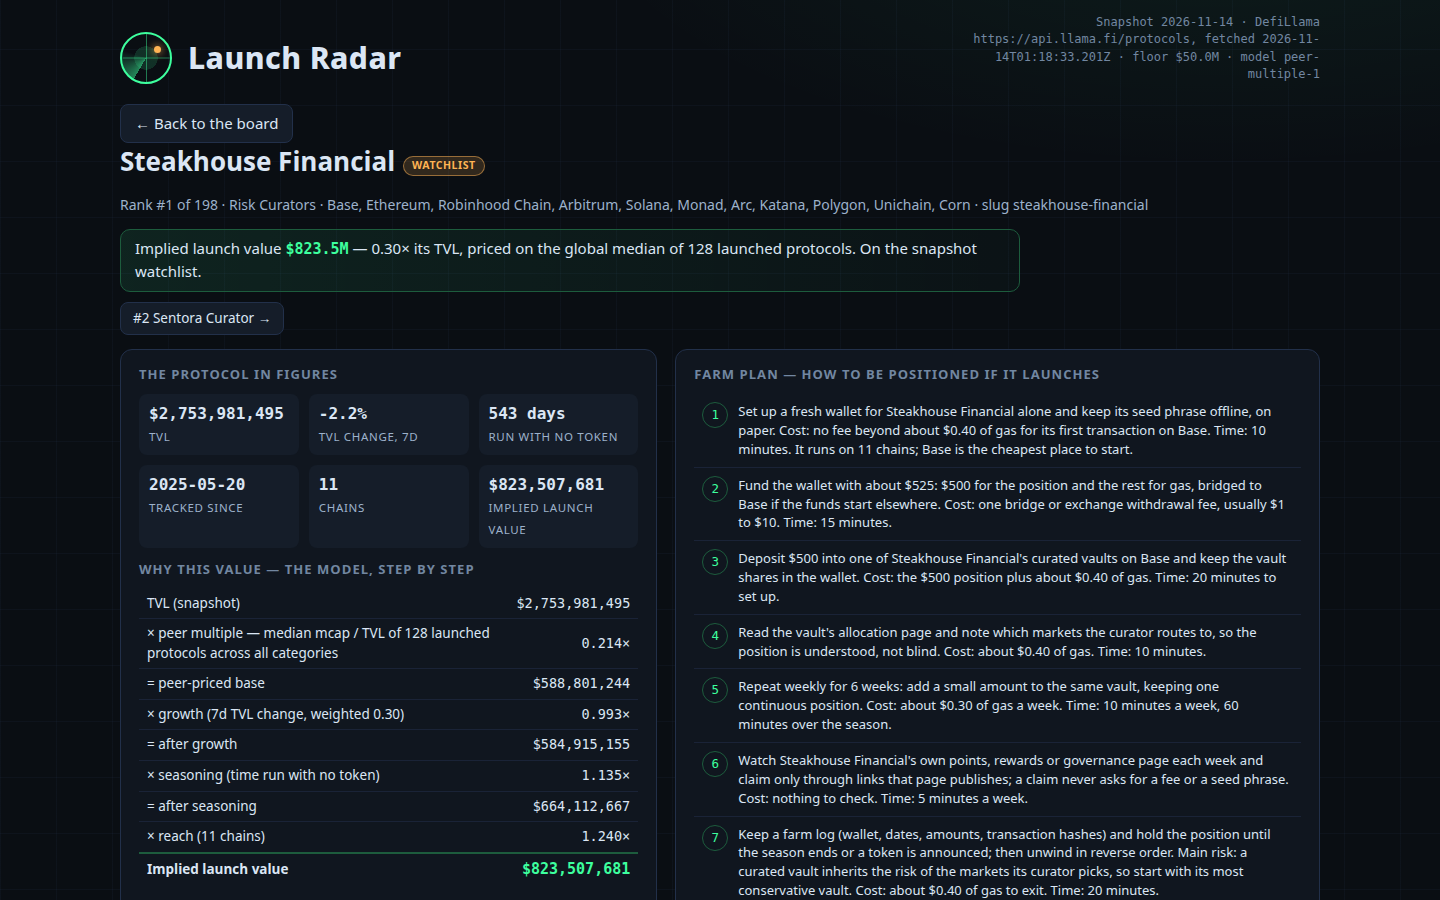 Launch Radar
Snapshot 2026-11-14 · DefiLlama
https://api.llama.fi/protocols, fetched 2026-11-
14T01:18:33.201Z · floor $50.0M · model peer-
multiple-1
← Back to the board
Steakhouse Financial WATCHLIST
Rank #1 of 198 · Risk Curators · Base, Ethereum, Robinhood Chain, Arbitrum, Solana, Monad, Arc, Katana, Polygon, Unichain, Corn · slug steakhouse-financial
Implied launch value $823.5M — 0.30× its TVL, priced on the global median of 128 launched protocols. On the snapshot
watchlist.
#2 Sentora Curator →
THE PROTOCOL IN FIGURES
$2,753,981,495
TVL
-2.2%
TVL CHANGE, 7D
543 days
RUN WITH NO TOKEN
2025-05-20
TRACKED SINCE
11
CHAINS
$823,507,681
IMPLIED LAUNCH
VALUE
WHY THIS VALUE — THE MODEL, STEP BY STEP
TVL (snapshot) $2,753,981,495
× peer multiple — median mcap / TVL of 128 launched
protocols across all categories 0.214×
= peer-priced base $588,801,244
× growth (7d TVL change, weighted 0.30) 0.993×
= after growth $584,915,155
× seasoning (time run with no token) 1.135×
= after seasoning $664,112,667
× reach (11 chains) 1.240×
Implied launch value $823,507,681
FARM PLAN — HOW TO BE POSITIONED IF IT LAUNCHES
1 Set up a fresh wallet for Steakhouse Financial alone and keep its seed phrase offline, on
paper. Cost: no fee beyond about $0.40 of gas for its first transaction on Base. Time: 10
minutes. It runs on 11 chains; Base is the cheapest place to start.
2 Fund the wallet with about $525: $500 for the position and the rest for gas, bridged to
Base if the funds start elsewhere. Cost: one bridge or exchange withdrawal fee, usually $1
to $10. Time: 15 minutes.
3 Deposit $500 into one of Steakhouse Financial's curated vaults on Base and keep the vault
shares in the wallet. Cost: the $500 position plus about $0.40 of gas. Time: 20 minutes to
set up.
4 Read the vault's allocation page and note which markets the curator routes to, so the
position is understood, not blind. Cost: about $0.40 of gas. Time: 10 minutes.
5 Repeat weekly for 6 weeks: add a small amount to the same vault, keeping one
continuous position. Cost: about $0.30 of gas a week. Time: 10 minutes a week, 60
minutes over the season.
6 Watch Steakhouse Financial's own points, rewards or governance page each week and
claim only through links that page publishes; a claim never asks for a fee or a seed phrase.
Cost: nothing to check. Time: 5 minutes a week.
7 Keep a farm log (wallet, dates, amounts, transaction hashes) and hold the position until
the season ends or a token is announced; then unwind in reverse order. Main risk: a
curated vault inherits the risk of the markets its curator picks, so start with its most
conservative vault. Cost: about $0.40 of gas to exit. Time: 20 minutes.